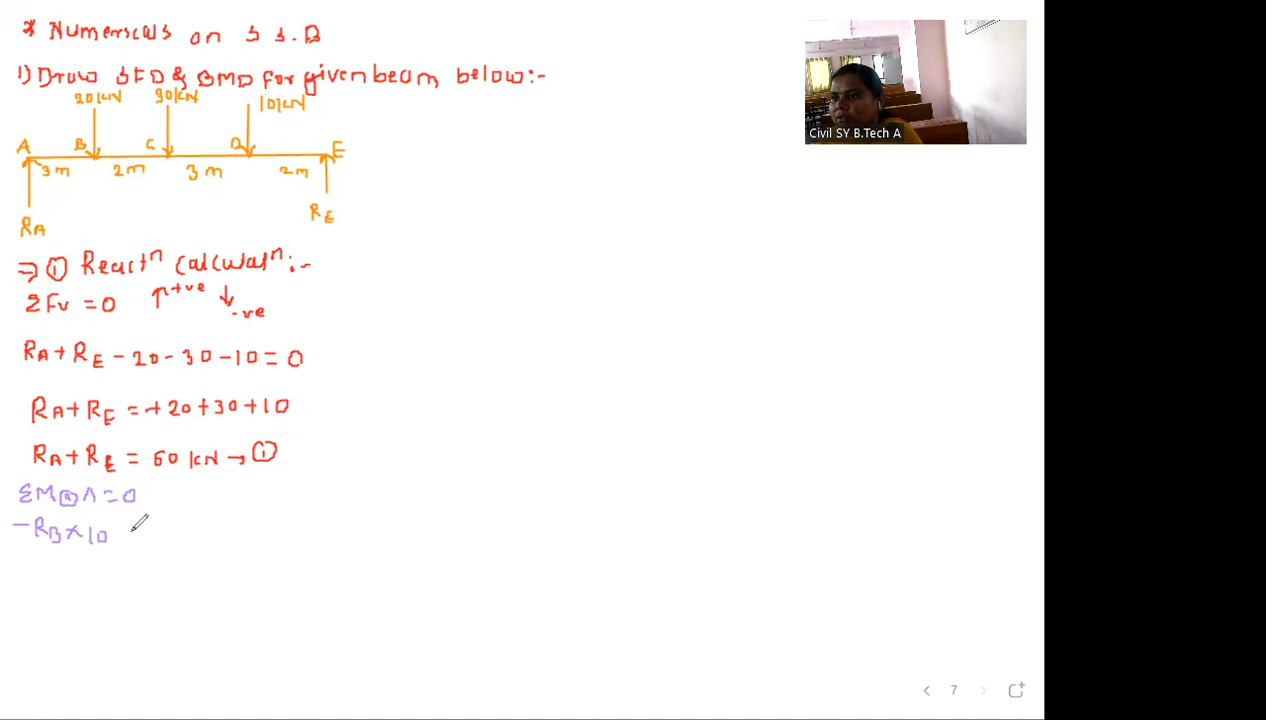 * Numericals on S S.B
1) Draw SFD & BMD for given beam below:-
20 kN 30 kN 10 kN
A B C D E
3 m 2 m 3 m 2 m
RA RE
⇒ ① Reactⁿ Calculatⁿ:-
ΣFv = 0 ↑+ve ↓-ve
RA + RE - 20 - 30 - 10 = 0
RA + RE = +20 + 30 + 10
RA + RE = 60 kN → ①
ΣM@A = 0
- RB × 10
Civil SY B.Tech A
7